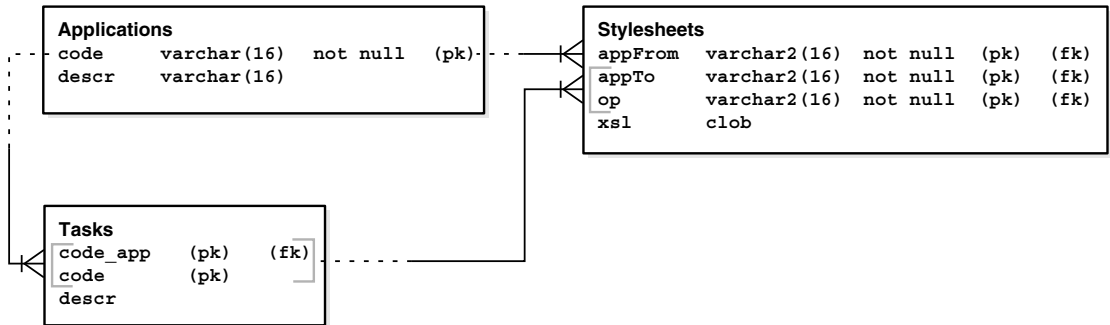 Applications
code varchar(16) not null (pk)
descr varchar(16)
Stylesheets
appFrom varchar2(16) not null (pk) (fk)
appTo varchar2(16) not null (pk) (fk)
op varchar2(16) not null (pk) (fk)
xsl clob
Tasks
code_app (pk) (fk)
code (pk)
descr